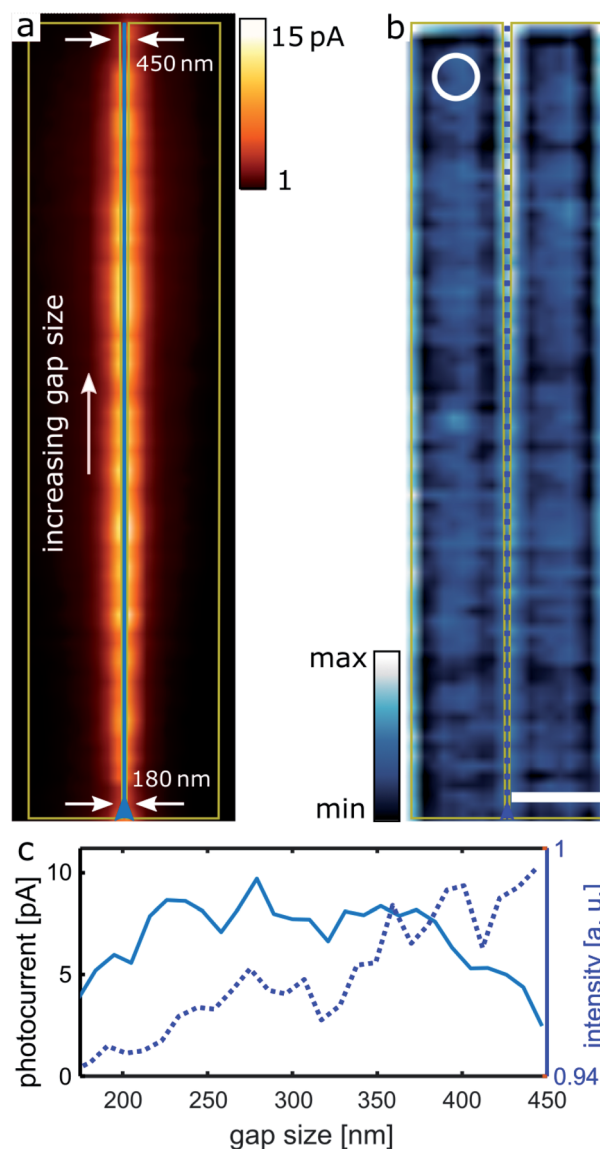 a
15 pA
1
450 nm
increasing gap size
180 nm
b
max
min
c
photocurrent [pA]
10
5
0
200
250
300
350
400
450
gap size [nm]
1
0.94
intensity [a. u.]